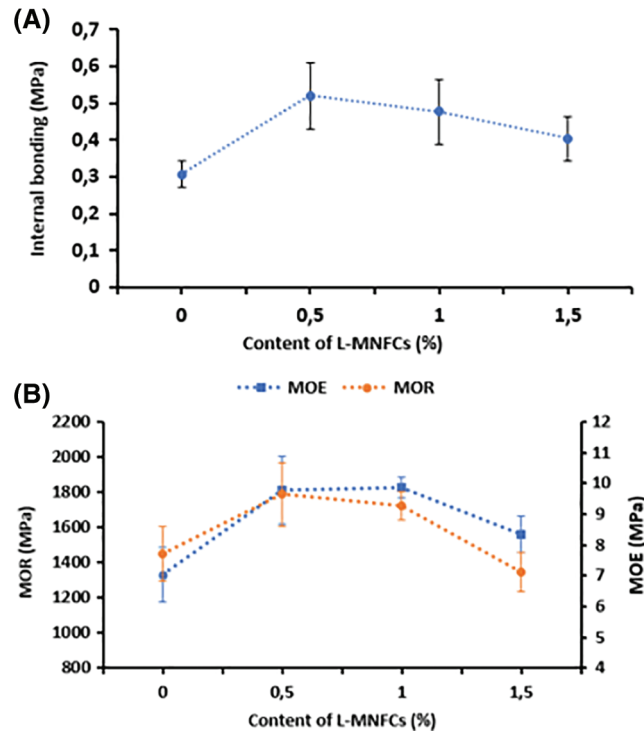 (A)
Internal bonding (MPa)
0,7
0,6
0,5
0,4
0,3
0,2
0,1
0
0 0,5 1 1,5
Content of L-MNFCs (%)
(B)
MOE MOR
MOR (MPa)
2200
2000
1800
1600
1400
1200
1000
800
12
11
10
9
8
7
6
5
4
MOE (MPa)
0 0,5 1 1,5
Content of L-MNFCs (%)